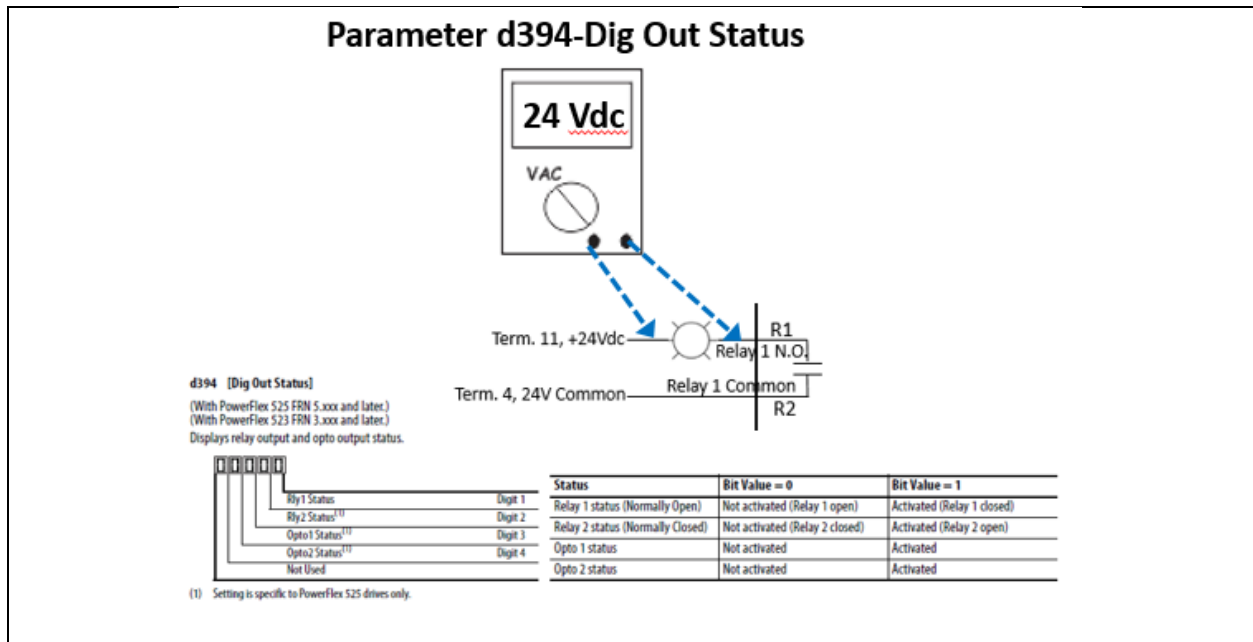 Parameter d394-Dig Out Status
24 Vdc
VAC
Term. 11, +24Vdc
R1
Relay 1 N.O.
Term. 4, 24V Common
Relay 1 Common
R2
d394 [Dig Out Status]
(With PowerFlex 525 FRN 5.xxx and later.)
(With PowerFlex 523 FRN 3.xxx and later.)
Displays relay output and opto output status.
0 0 0 0 0
Rly1 Status Digit 1
Rly2 Status(1) Digit 2
Opto1 Status(1) Digit 3
Opto2 Status(1) Digit 4
Not Used
Status Bit Value = 0 Bit Value = 1
Relay 1 status (Normally Open) Not activated (Relay 1 open) Activated (Relay 1 closed)
Relay 2 status (Normally Closed) Not activated (Relay 2 closed) Activated (Relay 2 open)
Opto 1 status Not activated Activated
Opto 2 status Not activated Activated
(1) Setting is specific to PowerFlex 525 drives only.